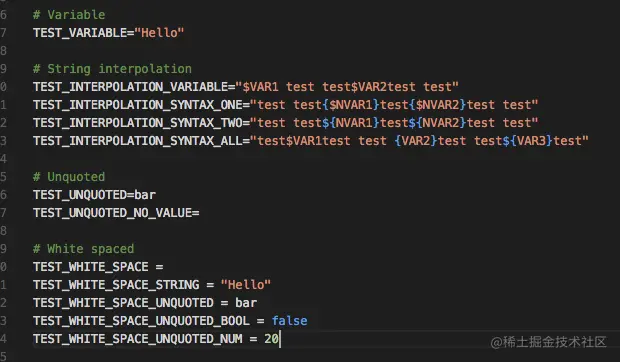 6 # Variable
7 TEST_VARIABLE="Hello"
8
9 # String interpolation
0 TEST_INTERPOLATION_VARIABLE="$VAR1 test test$VAR2test test"
1 TEST_INTERPOLATION_SYNTAX_ONE="test test{$NVAR1}test{$NVAR2}test test"
2 TEST_INTERPOLATION_SYNTAX_TWO="test test${NVAR1}test${NVAR2}test test"
3 TEST_INTERPOLATION_SYNTAX_ALL="test$VAR1test test {VAR2}test test${VAR3}test"
4
5 # Unquoted
6 TEST_UNQUOTED=bar
7 TEST_UNQUOTED_NO_VALUE=
8
9 # White spaced
0 TEST_WHITE_SPACE =
1 TEST_WHITE_SPACE_STRING = "Hello"
2 TEST_WHITE_SPACE_UNQUOTED = bar
3 TEST_WHITE_SPACE_UNQUOTED_BOOL = false
4 TEST_WHITE_SPACE_UNQUOTED_NUM = 20
@稀土掘金技术社区